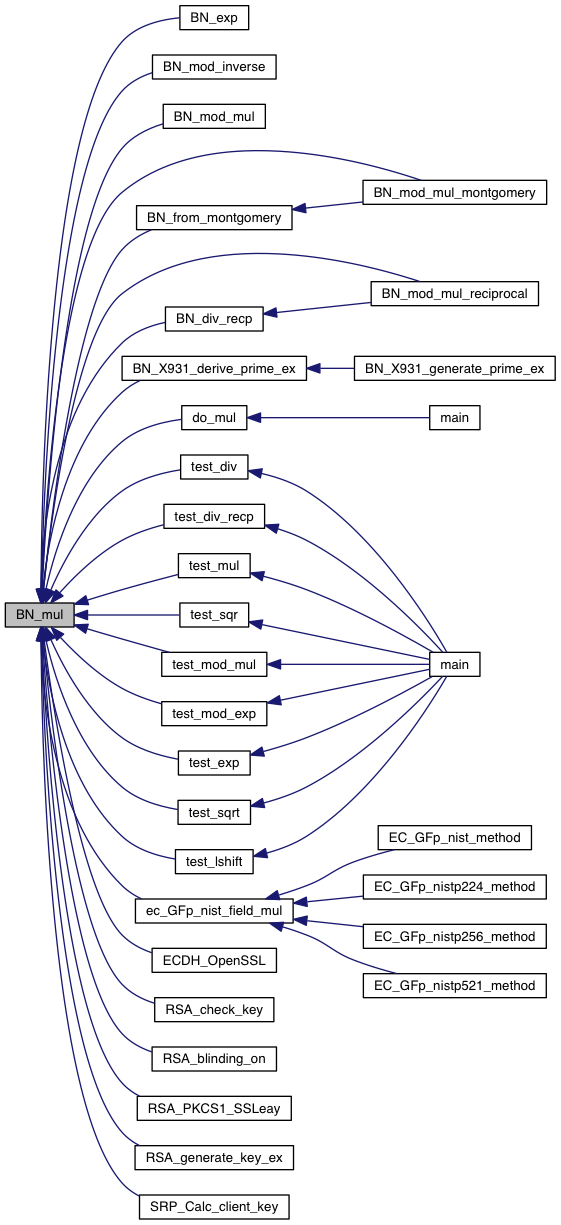 BN_exp
BN_mod_inverse
BN_mod_mul
BN_mod_mul_montgomery
BN_from_montgomery
BN_mod_mul_reciprocal
BN_div_recp
BN_X931_derive_prime_ex
BN_X931_generate_prime_ex
do_mul
main
test_div
test_div_recp
test_mul
BN_mul
test_sqr
test_mod_mul
main
test_mod_exp
test_exp
test_sqrt
test_lshift
EC_GFp_nist_method
EC_GFp_nistp224_method
ec_GFp_nist_field_mul
EC_GFp_nistp256_method
ECDH_OpenSSL
EC_GFp_nistp521_method
RSA_check_key
RSA_blinding_on
RSA_PKCS1_SSLeay
RSA_generate_key_ex
SRP_Calc_client_key